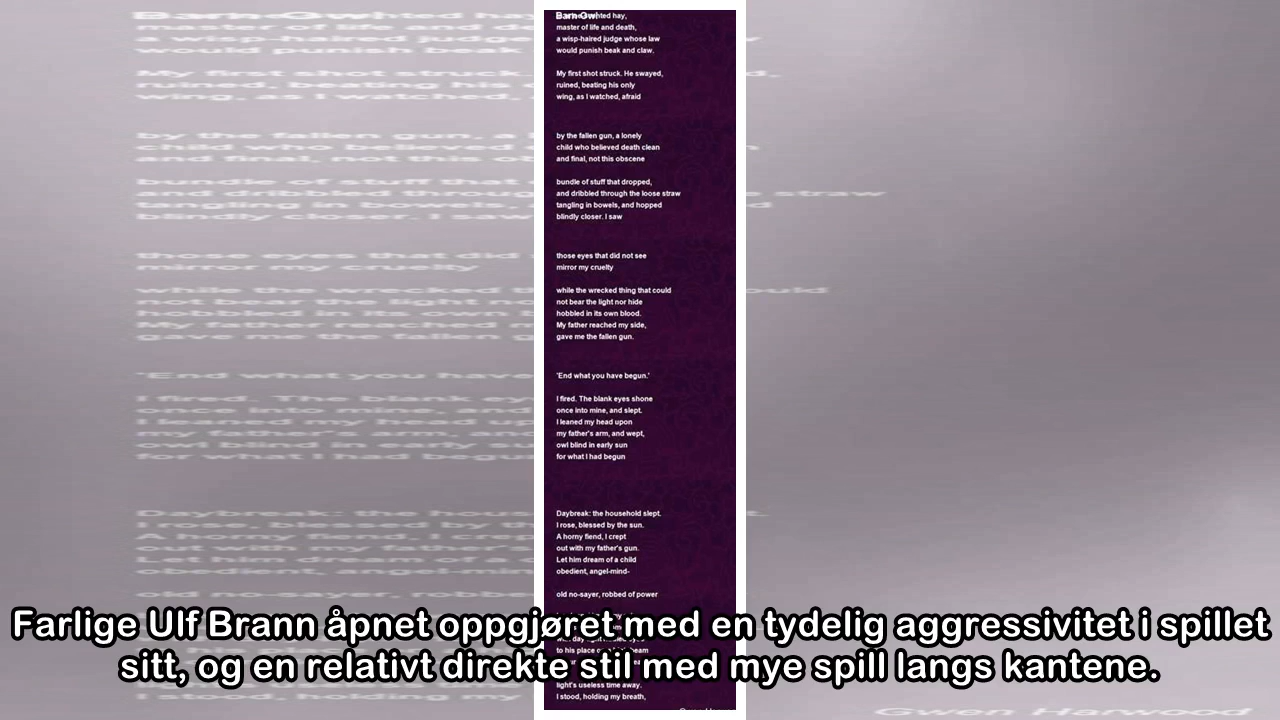 Barn Owl
hay,
master of life and death,
a wisp-haired judge whose law
would punish beak and claw.
My first shot struck. He swayed,
ruined, beating his only
wing, as I watched, afraid
by the fallen gun, a lonely
child who believed death clean
and final, not this obscene
bundle of stuff that dropped,
and dribbled through the loose straw
tangling in bowels, and hopped
blindly closer. I saw
those eyes that did not see
mirror my cruelty
while the wrecked thing that could
not bear the light nor hide
hobbled in its own blood.
My father reached my side,
gave me the fallen gun.
'End what you have begun.'
I fired. The blank eyes shone
once into mine, and slept.
I leaned my head upon
my father's arm, and wept,
owl blind in early sun
for what I had begun
Daybreak: the household slept.
I rose, blessed by the sun.
A horny fiend, I crept
out with my father's gun.
Let him dream of a child
obedient, angel-mind-
old no-sayer, robbed of power
to his place
light's useless time away.
I stood, holding my breath,
Gwen Harwood
Farlige Ulf Brann åpnet oppgjøret med en tydelig aggressivitet i spillet
sitt, og en relativt direkte stil med mye spill langs kantene.